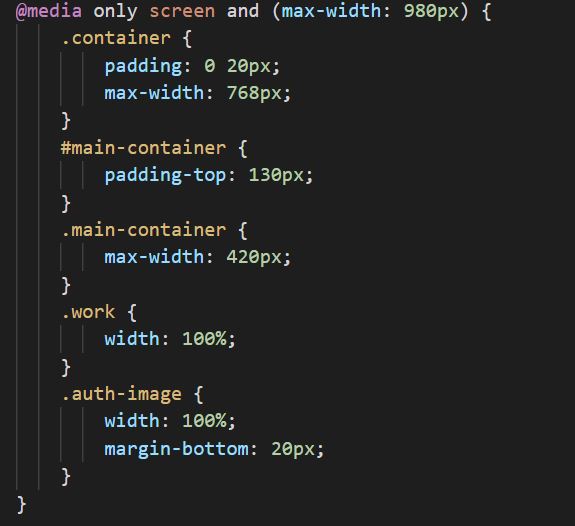 @media only screen and (max-width: 980px) {
    .container {
        padding: 0 20px;
        max-width: 768px;
    }
    #main-container {
        padding-top: 130px;
    }
    .main-container {
        max-width: 420px;
    }
    .work {
        width: 100%;
    }
    .auth-image {
        width: 100%;
        margin-bottom: 20px;
    }
}